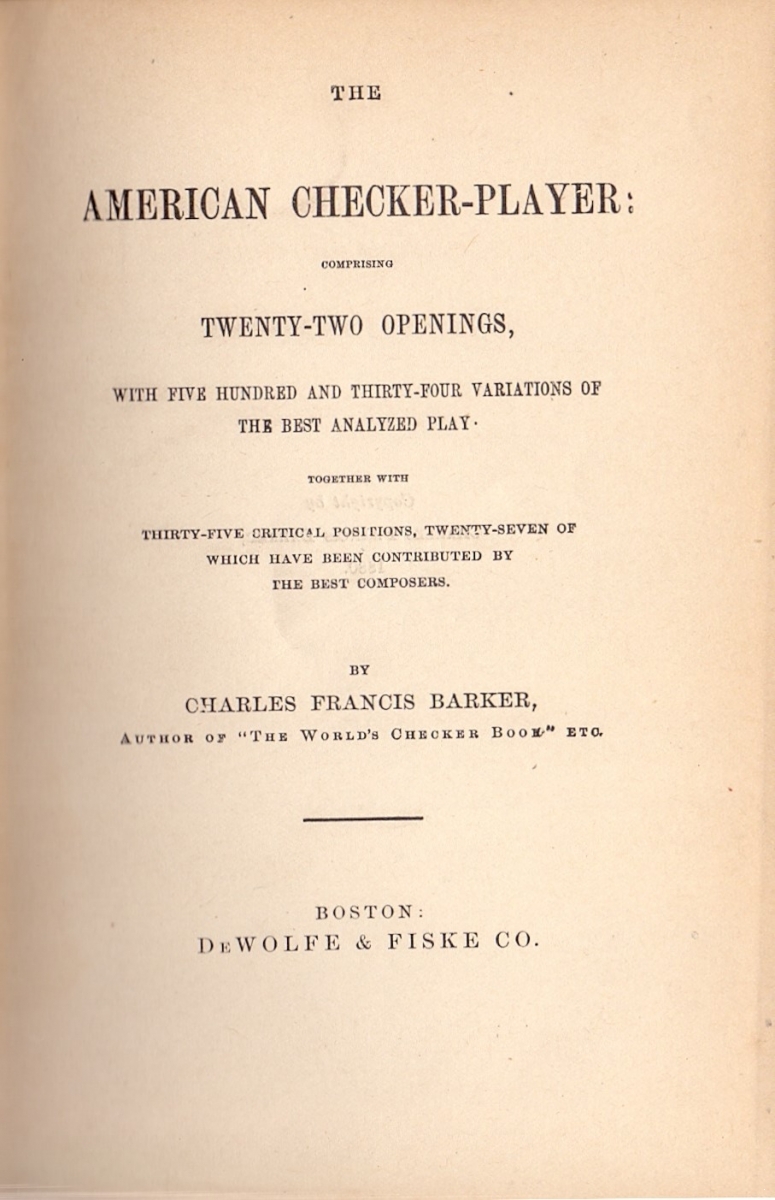 THE
AMERICAN CHECKER-PLAYER:
COMPRISING
TWENTY-TWO OPENINGS,
WITH FIVE HUNDRED AND THIRTY-FOUR VARIATIONS OF
THE BEST ANALYZED PLAY.
TOGETHER WITH
THIRTY-FIVE CRITICAL POSITIONS, TWENTY-SEVEN OF
WHICH HAVE BEEN CONTRIBUTED BY
THE BEST COMPOSERS.
BY
CHARLES FRANCIS BARKER,
AUTHOR OF "THE WORLD'S CHECKER BOOK" ETC.
BOSTON:
DEWOLFE & FISKE CO.